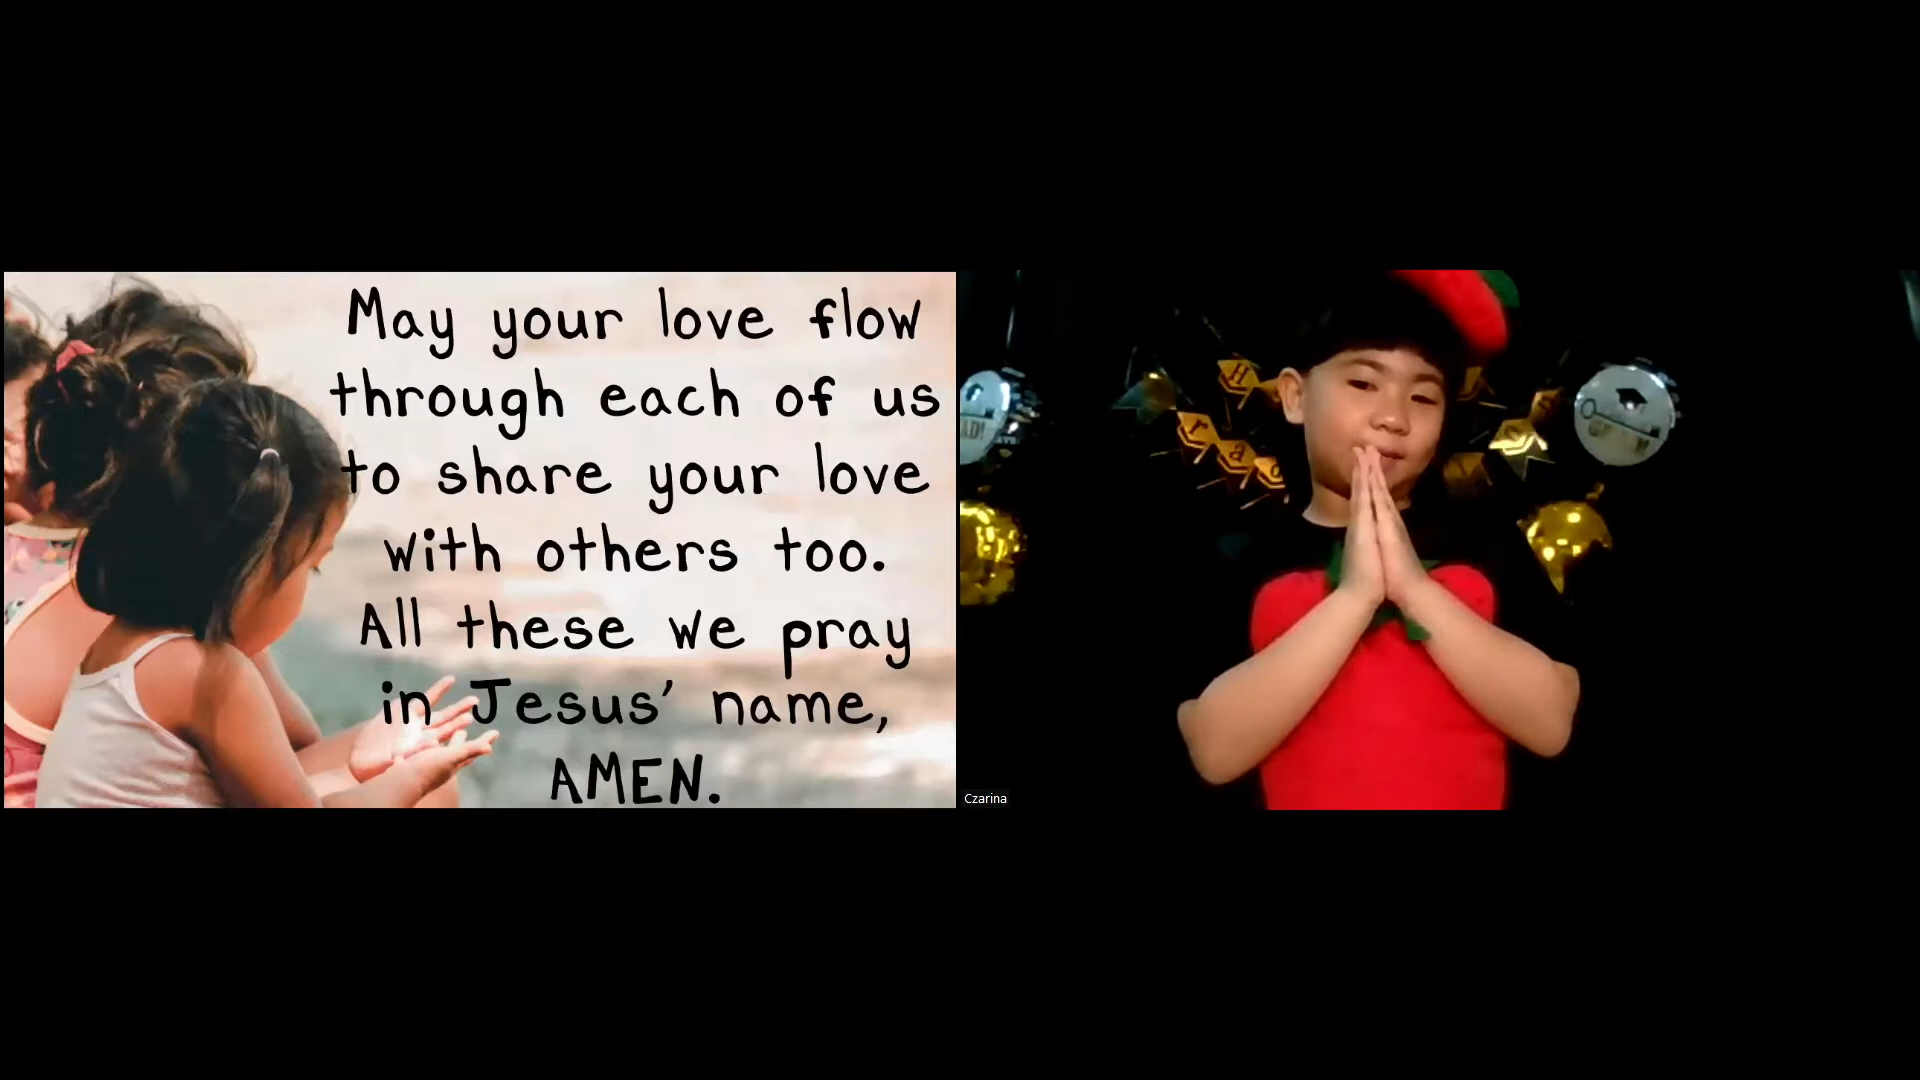 May your love flow
through each of us
to share your love
with others too.
All these we pray
in Jesus' name,
AMEN.
Czarina
H
r
a